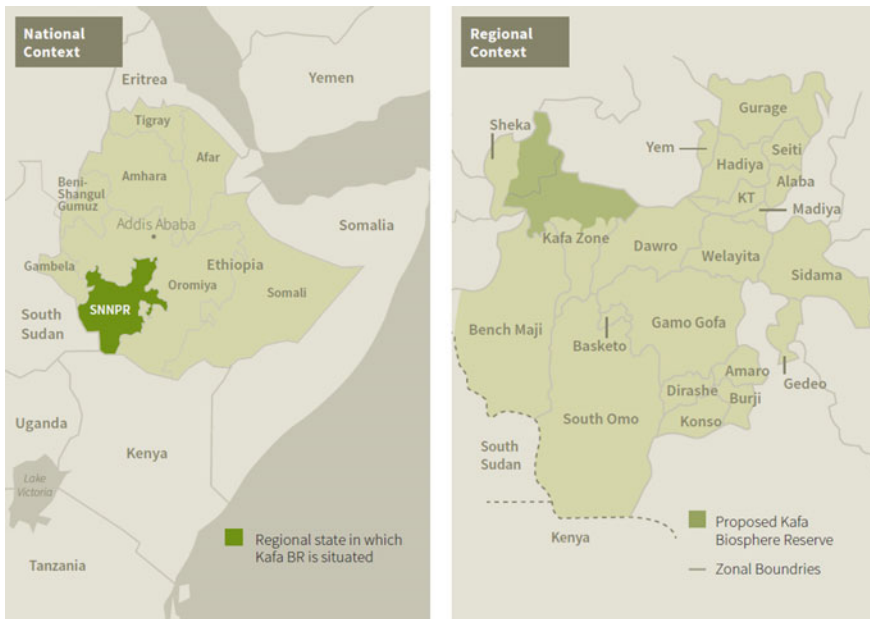 National
Context
Eritrea
Yemen
Tigray
Afar
Amhara
Beni-
Shangul
Gumuz
Addis Ababa
Somalia
Gambela
Ethiopia
Oromiya
Somali
SNNPR
South
Sudan
Uganda
Kenya
Lake
Victoria
Tanzania
Regional state in which
Kafa BR is situated
Regional
Context
Gurage
Sheka
Yem
Hadiya
Seiti
Alaba
KT
Madiya
Kafa Zone
Dawro
Welayita
Sidama
Bench Maji
Gamo Gofa
Basketo
Amaro
Gedeo
Dirashe
Burji
South Omo
Konso
South
Sudan
Kenya
Proposed Kafa
Biosphere Reserve
Zonal Boundries